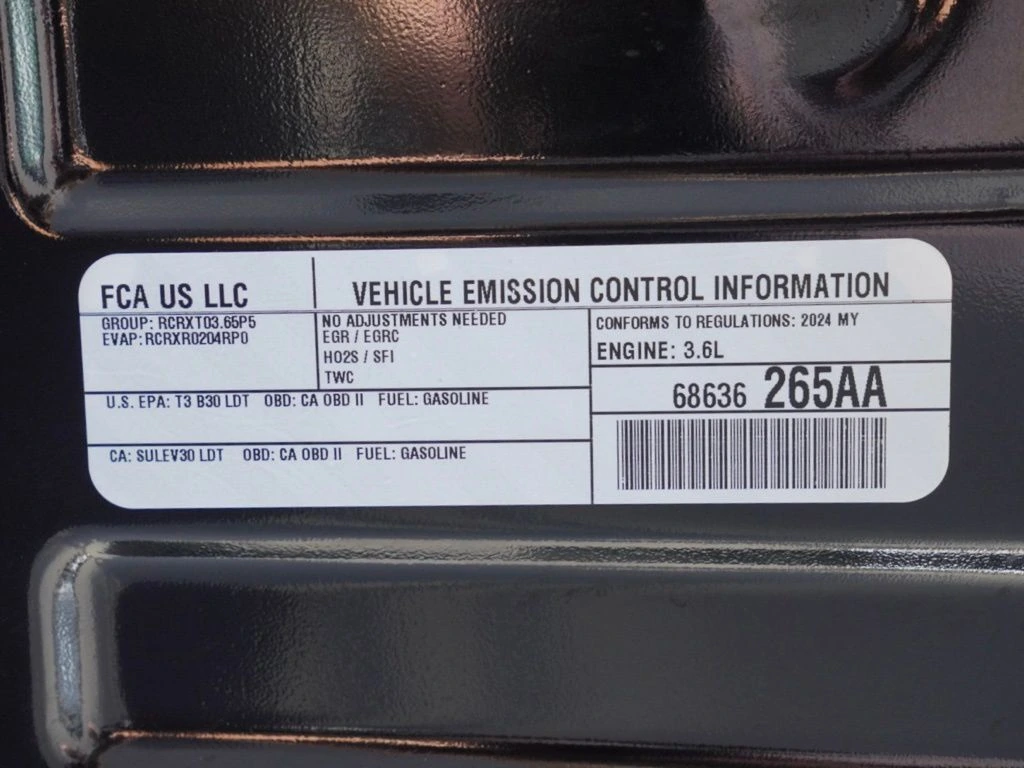 FCA US LLC
VEHICLE EMISSION CONTROL INFORMATION
GROUP: RCRXT03.65P5
EVAP: RCRXR0204RP0
NO ADJUSTMENTS NEEDED
EGR / EGRC
HO2S / SFI
TWC
CONFORMS TO REGULATIONS: 2024 MY
ENGINE: 3.6L
68636 265AA
U.S. EPA: T3 B30 LDT OBD: CA OBD II FUEL: GASOLINE
CA: SULEV30 LDT OBD: CA OBD II FUEL: GASOLINE